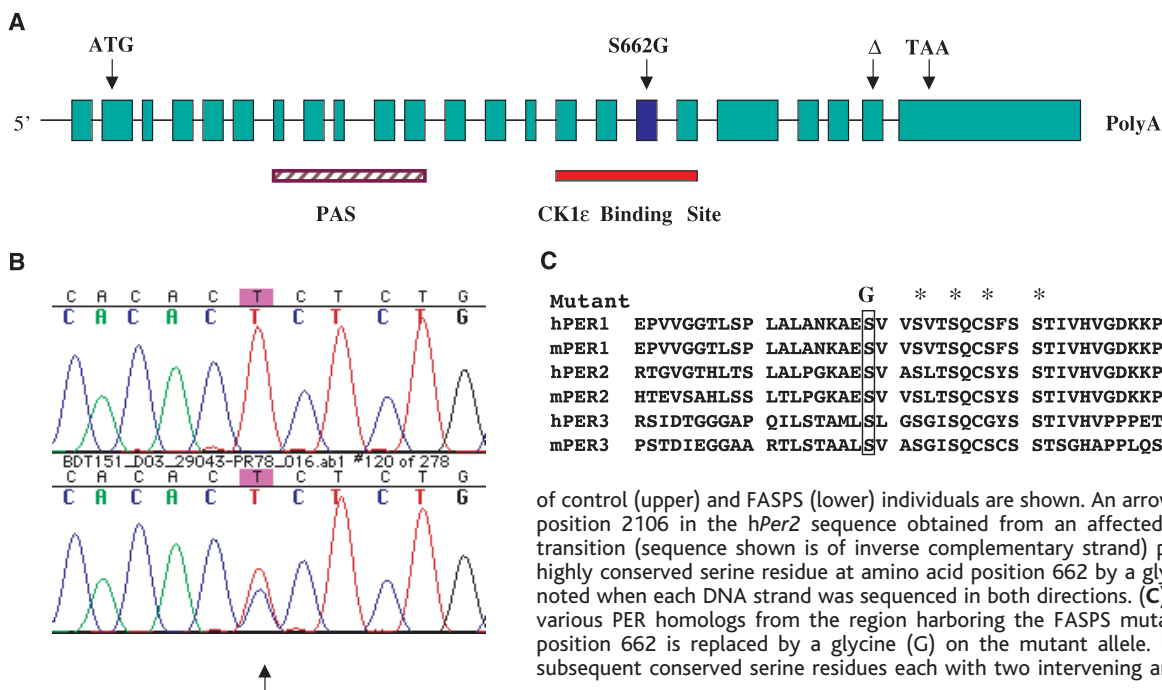 A
ATG S662G Δ TAA
5' PolyA
PAS CK1ε Binding Site
B
C A C A C T C T C T G
C A C A C T C T C T G
BDT151_D03_29043-PR78_016.ab1 #120 of 278
C A C A C T C T C T G
C A C A C T C T C T G
C
Mutant G * * * *
hPER1 EPVVGGTLSP LALANKAESV VSVTSQCSFS STIVHVGDKKP
mPER1 EPVVGGTLSP LALANKAESV VSVTSQCSFS STIVHVGDKKP
hPER2 RTGVGTHLTS LALPGKAESV ASLTSQCSYS STIVHVGDKKP
mPER2 HTEVSAHLSS LTLPGKAESV VSLTSQCSYS STIVHVGDKKP
hPER3 RSIDTGGGAP QILSTAMLSL GSGISQCGYS STIVHVPPPET
mPER3 PSTDIEGGAA RTLSTAALSV ASGISQCSCS STSGHAPPLQS
of control (upper) and FASPS (lower) individuals are shown. An arrow
position 2106 in the hPer2 sequence obtained from an affected
transition (sequence shown is of inverse complementary strand) p
highly conserved serine residue at amino acid position 662 by a gly
noted when each DNA strand was sequenced in both directions. (C)
various PER homologs from the region harboring the FASPS muta
position 662 is replaced by a glycine (G) on the mutant allele.
subsequent conserved serine residues each with two intervening an